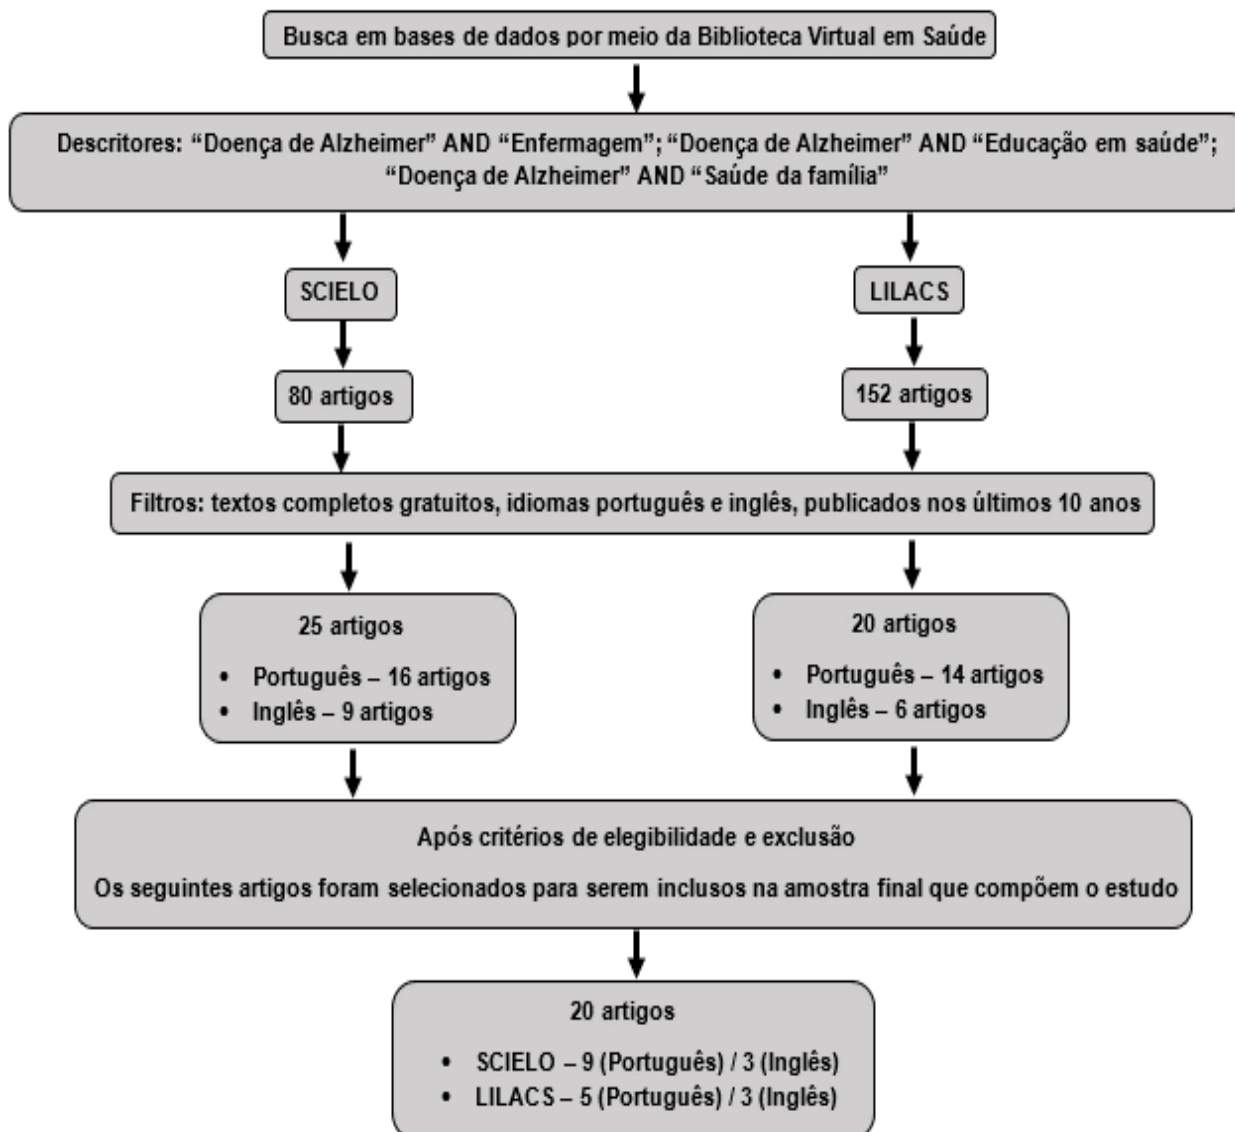 Busca em bases de dados por meio da Biblioteca Virtual em Saúde
Descritores: “Doença de Alzheimer” AND “Enfermagem”; “Doença de Alzheimer” AND “Educação em saúde”;
“Doença de Alzheimer” AND “Saúde da família”
SCIELO
LILACS
80 artigos
152 artigos
Filtros: textos completos gratuitos, idiomas português e inglês, publicados nos últimos 10 anos
25 artigos
• Português – 16 artigos
• Inglês – 9 artigos
20 artigos
• Português – 14 artigos
• Inglês – 6 artigos
Após critérios de elegibilidade e exclusão
Os seguintes artigos foram selecionados para serem inclusos na amostra final que compõem o estudo
20 artigos
• SCIELO – 9 (Português) / 3 (Inglês)
• LILACS – 5 (Português) / 3 (Inglês)